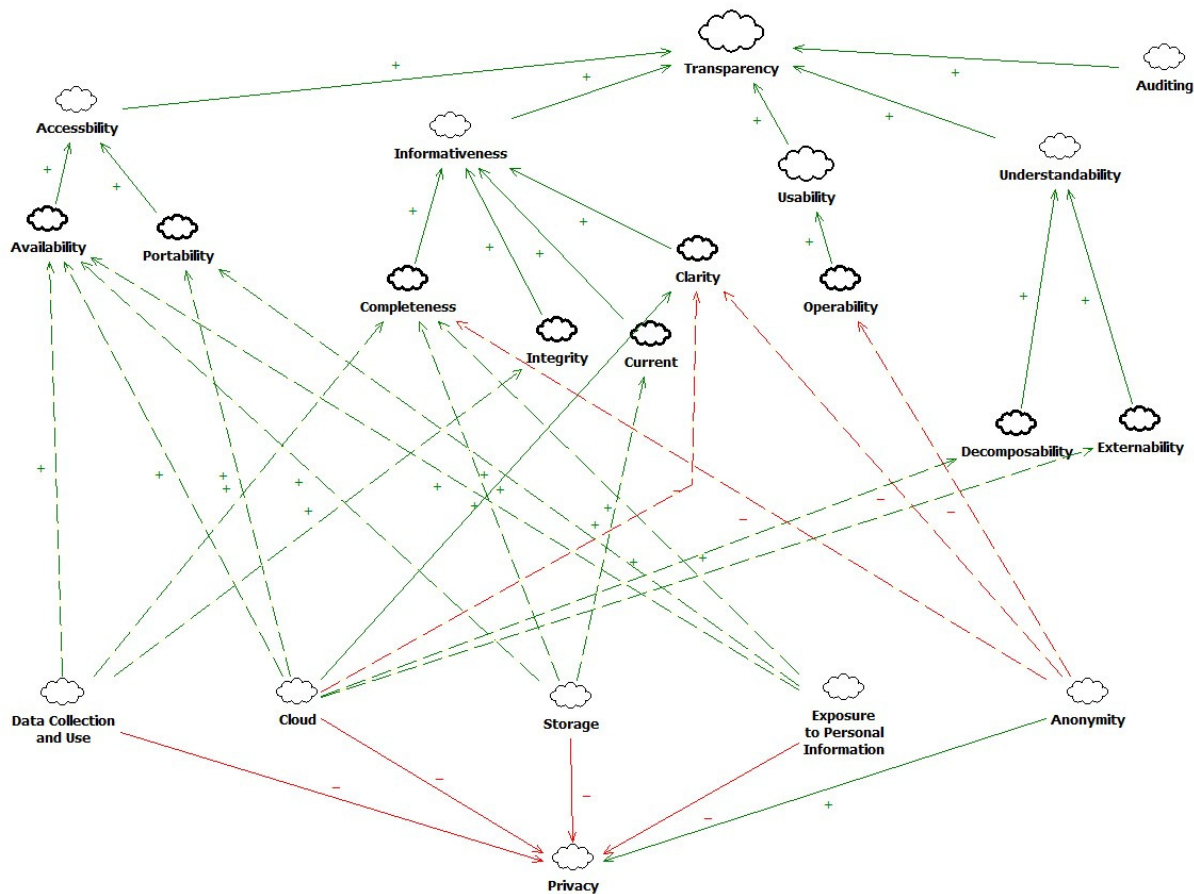 Transparency
Auditing
Accessbility
Informativeness
Understandability
Usability
Availability
Portability
Clarity
Completeness
Operability
Integrity
Current
Decomposability
Externability
Data Collection
and Use
Cloud
Storage
Exposure
to Personal
Information
Anonymity
Privacy